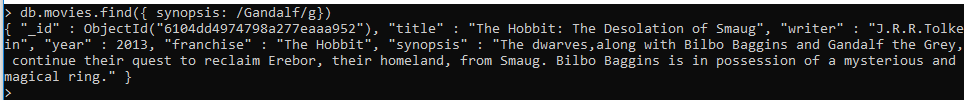 > db.movies.find({ synopsis: /Gandalf/g})
{ "_id" : ObjectId("6104dd4974798a277eaaa952"), "title" : "The Hobbit: The Desolation of Smaug", "writer" : "J.R.R.Tolke
in", "year" : 2013, "franchise" : "The Hobbit", "synopsis" : "The dwarves,along with Bilbo Baggins and Gandalf the Grey,
 continue their quest to reclaim Erebor, their homeland, from Smaug. Bilbo Baggins is in possession of a mysterious and
magical ring." }
>